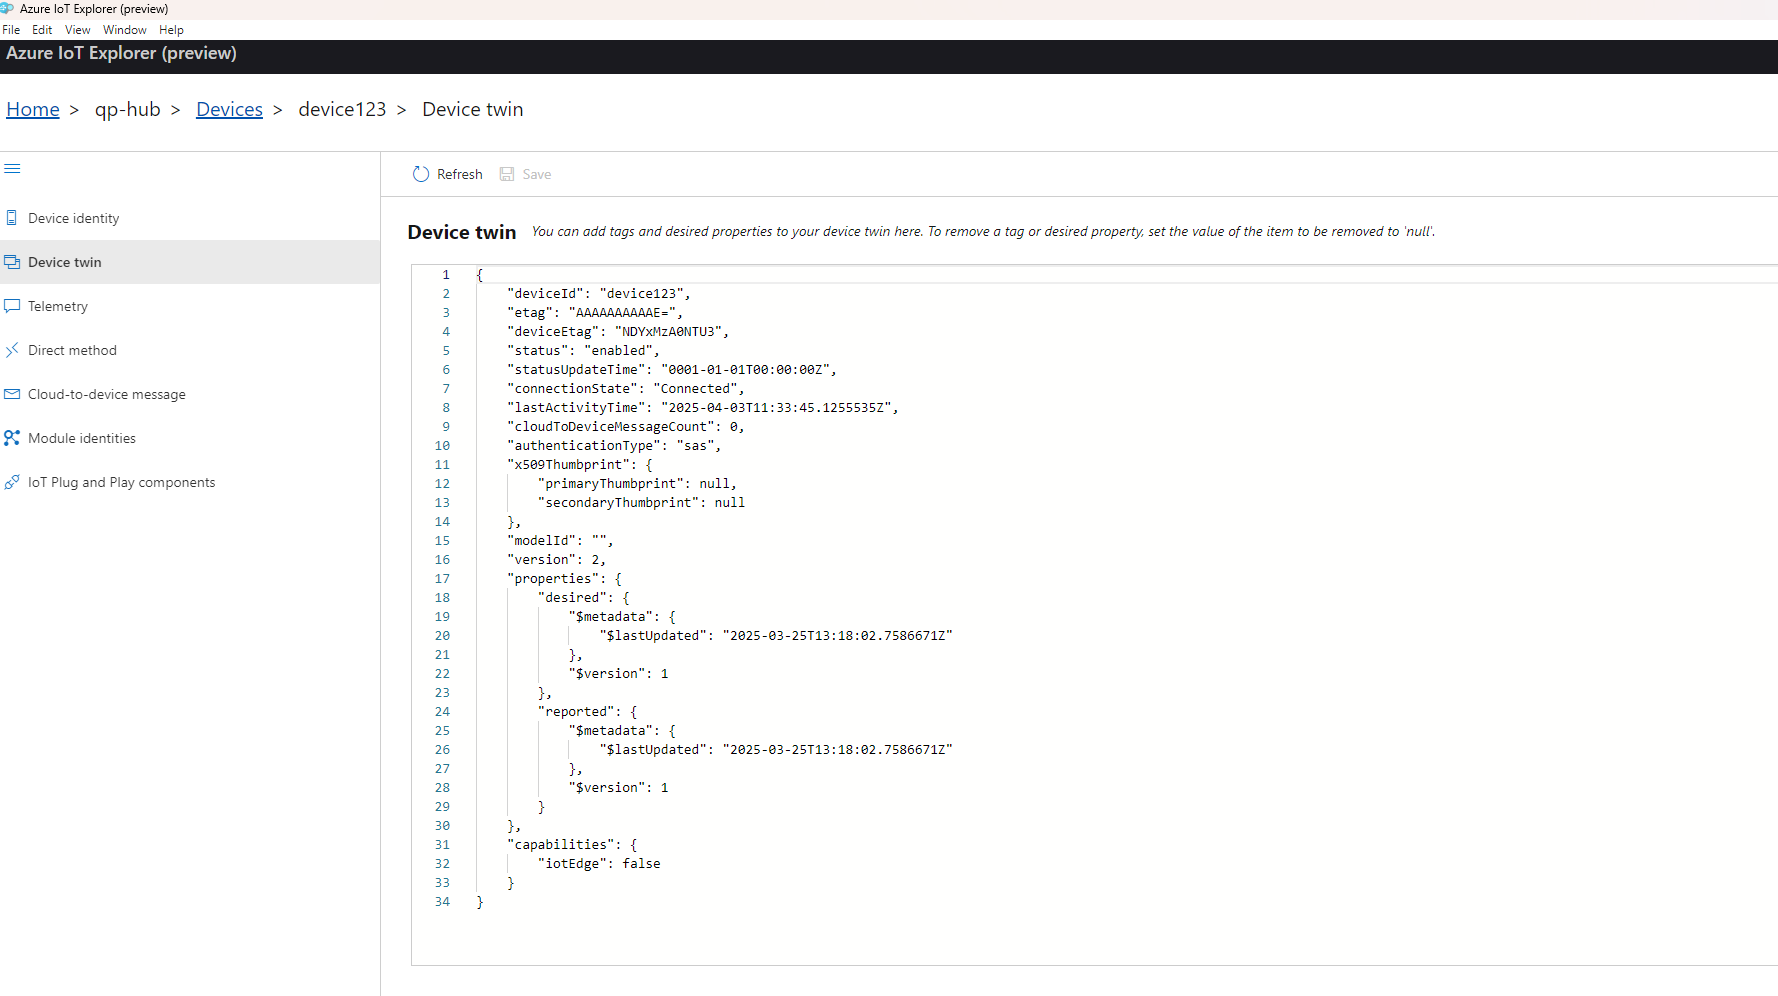 Azure IoT Explorer (preview)
File Edit View Window Help
Azure IoT Explorer (preview)
Home > qp-hub > Devices > device123 > Device twin
Refresh Save
Device identity
Device twin
Telemetry
Direct method
Cloud-to-device message
Module identities
IoT Plug and Play components
Device twin You can add tags and desired properties to your device twin here. To remove a tag or desired property, set the value of the item to be removed to 'null'.
1 {
2 "deviceId": "device123",
3 "etag": "AAAAAAAAAAE=",
4 "deviceEtag": "NDYxMzA0NTU3",
5 "status": "enabled",
6 "statusUpdateTime": "0001-01-01T00:00:00Z",
7 "connectionState": "Connected",
8 "lastActivityTime": "2025-04-03T11:33:45.1255535Z",
9 "cloudToDeviceMessageCount": 0,
10 "authenticationType": "sas",
11 "x509Thumbprint": {
12 "primaryThumbprint": null,
13 "secondaryThumbprint": null
14 },
15 "modelId": "",
16 "version": 2,
17 "properties": {
18 "desired": {
19 "$metadata": {
20 "$lastUpdated": "2025-03-25T13:18:02.7586671Z"
21 },
22 "$version": 1
23 },
24 "reported": {
25 "$metadata": {
26 "$lastUpdated": "2025-03-25T13:18:02.7586671Z"
27 },
28 "$version": 1
29 }
30 },
31 "capabilities": {
32 "iotEdge": false
33 }
34 }